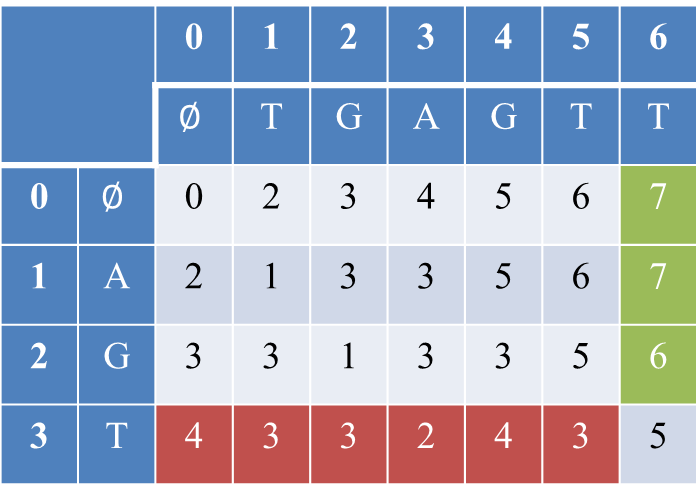 0 1 2 3 4 5 6
∅ T G A G T T
0 ∅ 0 2 3 4 5 6 7
1 A 2 1 3 3 5 6 7
2 G 3 3 1 3 3 5 6
3 T 4 3 3 2 4 3 5